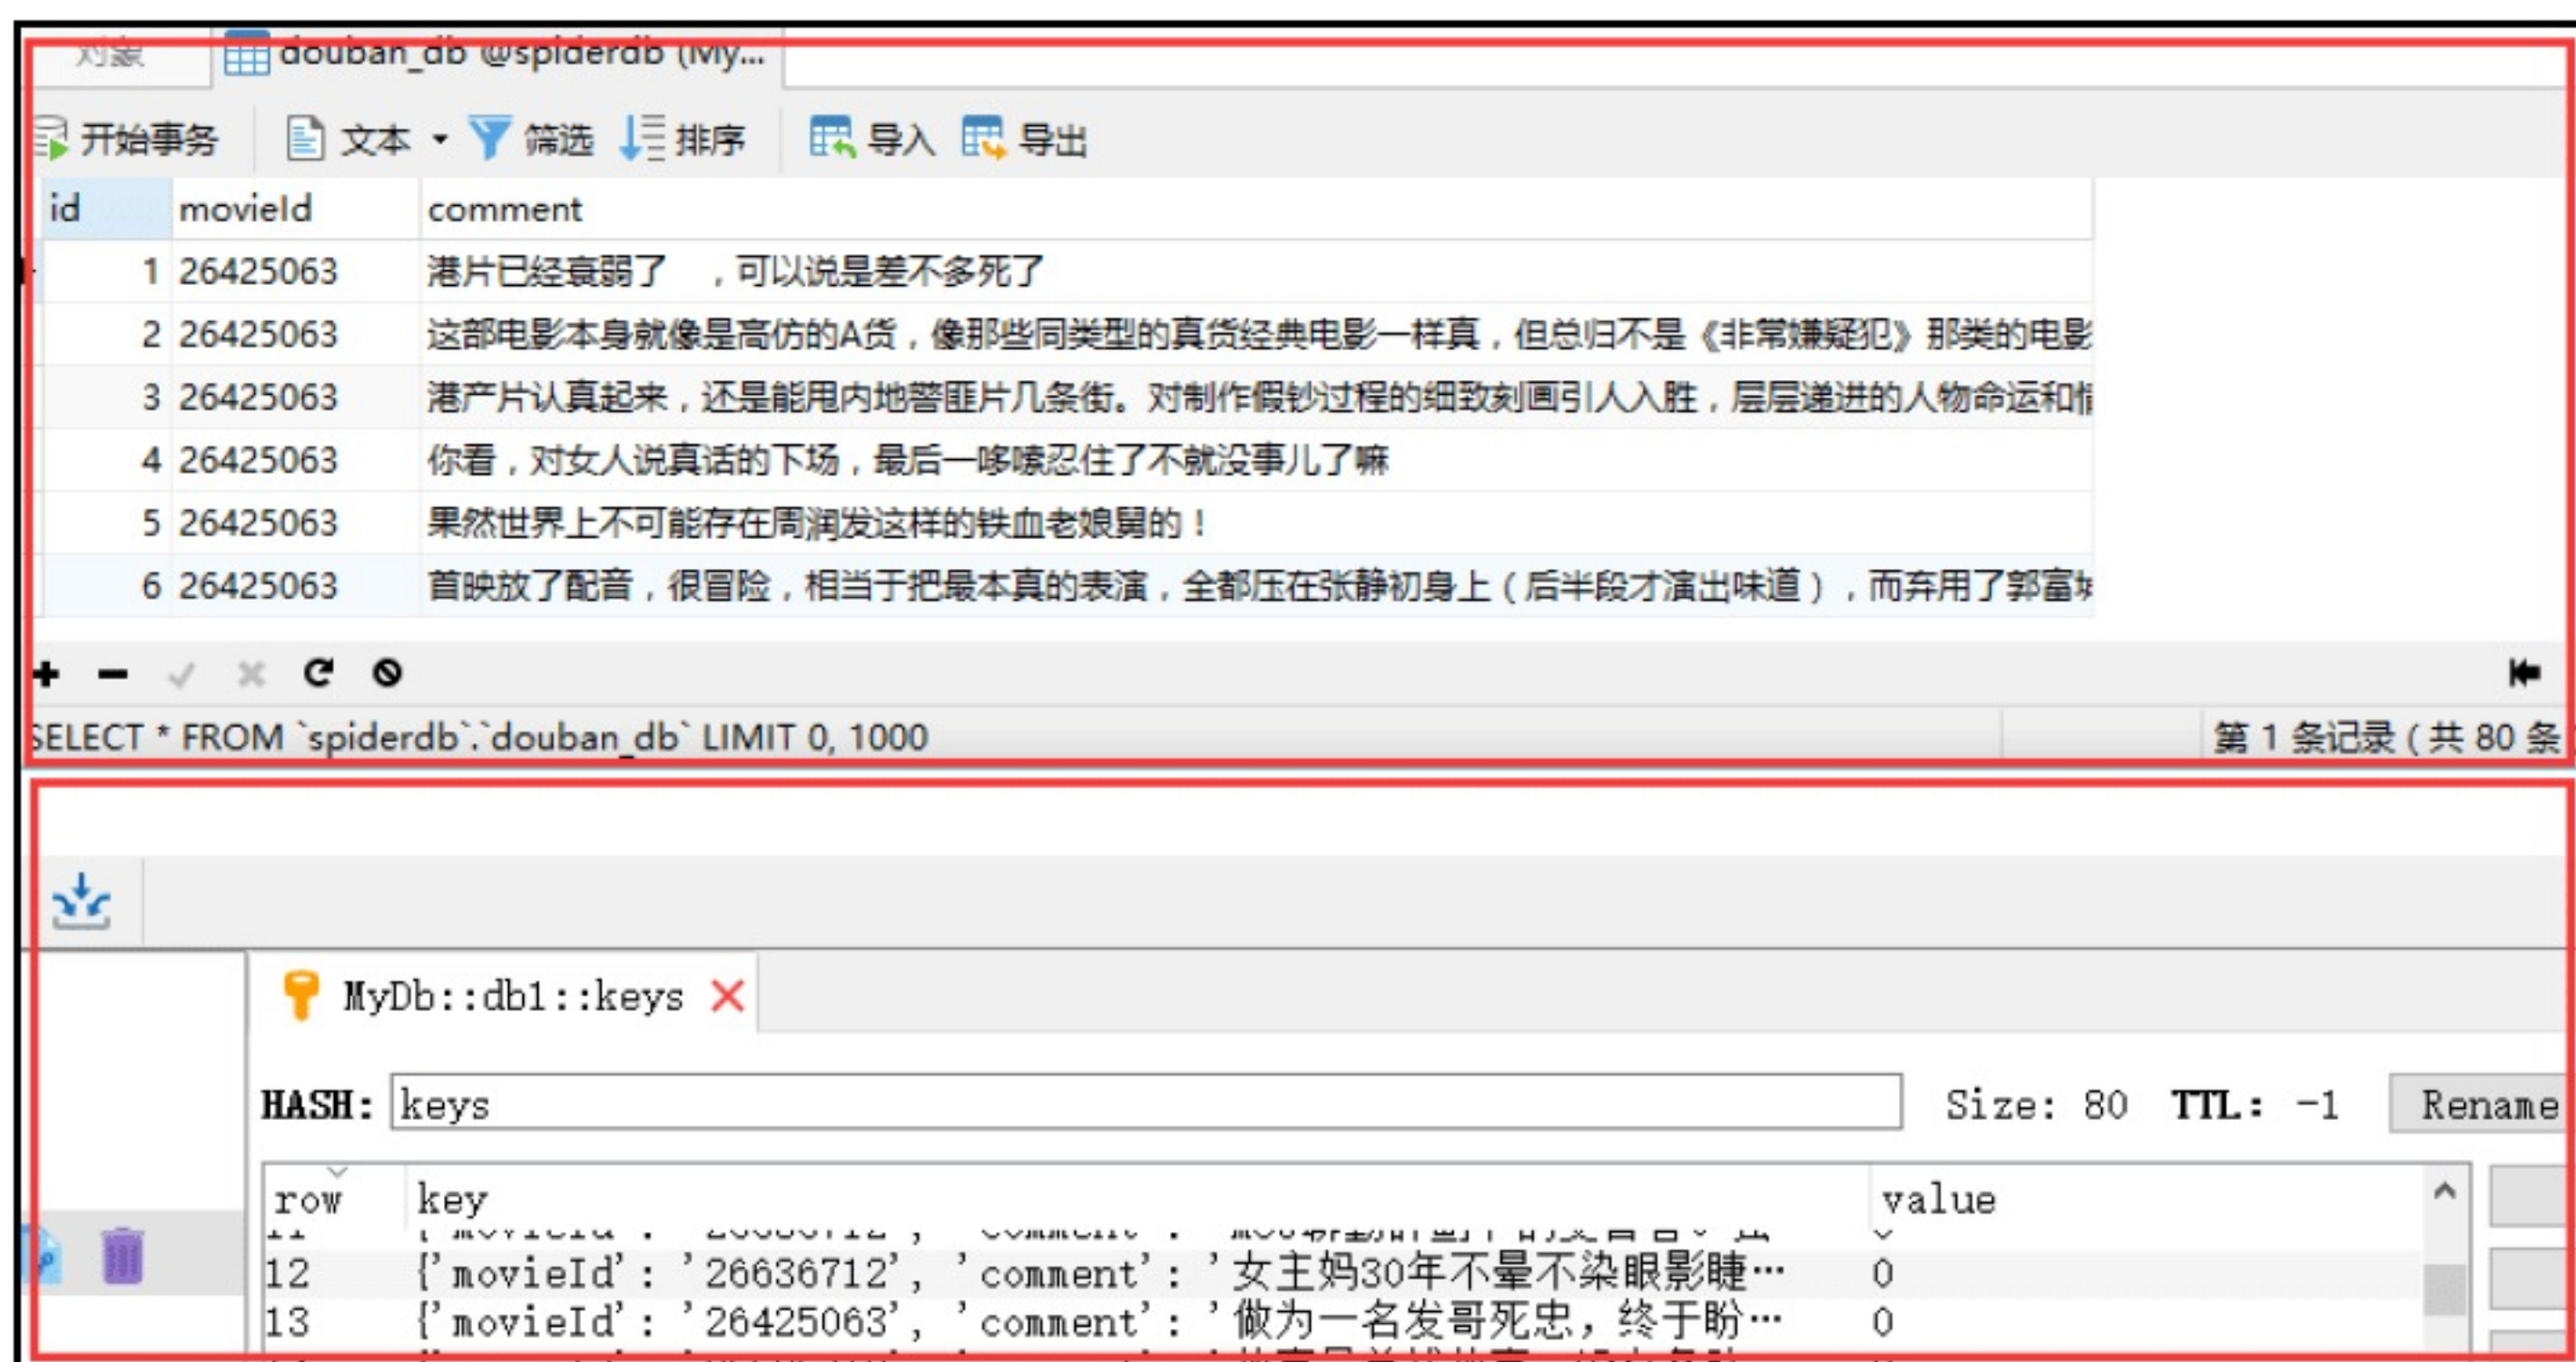 对象 douban_db @spiderdb (My...
开始事务 文本 筛选 排序 导入 导出
id movieId comment
1 26425063 港片已经衰弱了 ，可以说是差不多死了
2 26425063 这部电影本身就像是高仿的A货，像那些同类型的真货经典电影一样真，但总归不是《非常嫌疑犯》那类的电影
3 26425063 港产片认真起来，还是能甩内地警匪片几条街。对制作假钞过程的细致刻画引人入胜，层层递进的人物命运和情
4 26425063 你看，对女人说真话的下场，最后一哆嗦忍住了不就没事儿了嘛
5 26425063 果然世界上不可能存在周润发这样的铁血老娘舅的！
6 26425063 首映放了配音，很冒险，相当于把最本真的表演，全都压在张静初身上（后半段才演出味道），而弃用了郭富城
SELECT * FROM `spiderdb`.`douban_db` LIMIT 0, 1000 第 1 条记录 ( 共 80 条
MyDb::db1::keys
HASH: keys Size: 80 TTL: -1 Rename
row key value
12 {'movieId': '26636712', 'comment': '女主妈30年不晕不染眼影睫… 0
13 {'movieId': '26425063', 'comment': '做为一名发哥死忠，终于盼… 0